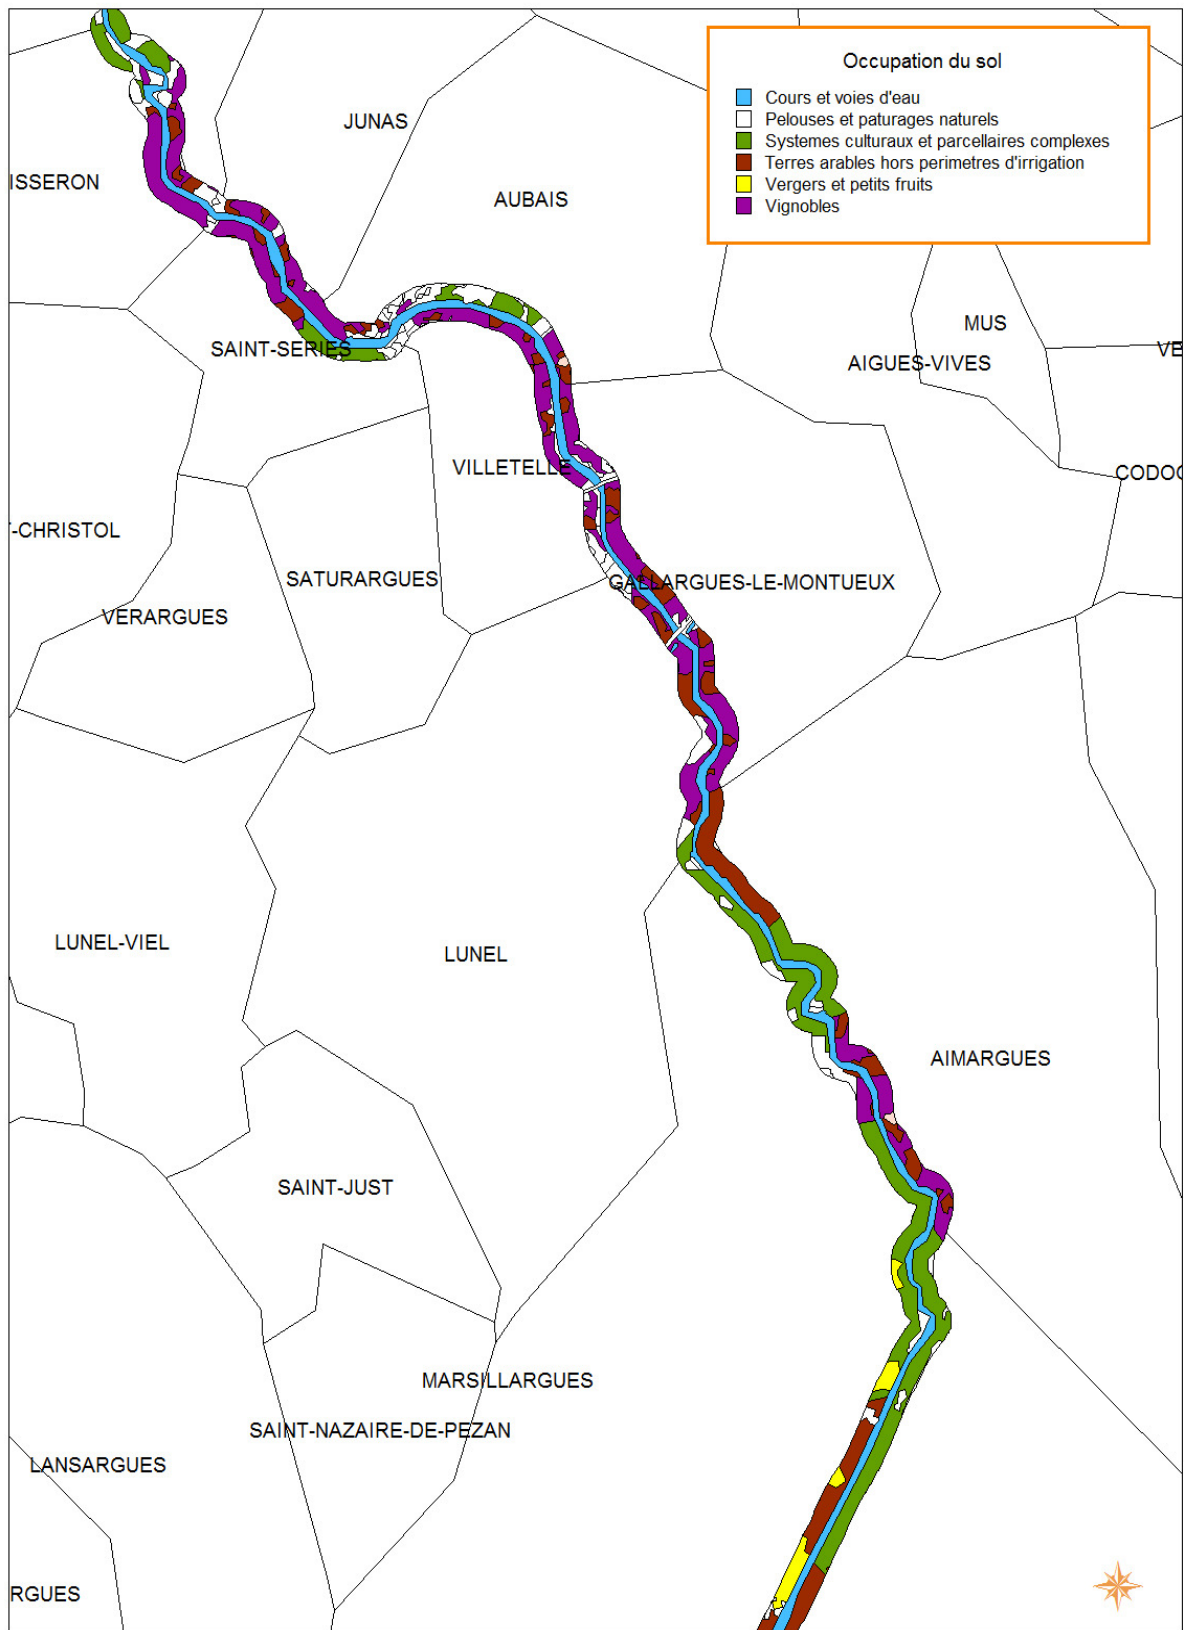 Occupation du sol
Cours et voies d'eau
Pelouses et paturages naturels
Systemes culturaux et parcellaires complexes
Terres arables hors perimetres d'irrigation
Vergers et petits fruits
Vignobles
JUNAS
ISSERON
AUBAIS
MUS
SAINT-SERIES
VE
AIGUES-VIVES
VILLETELLE
CODOC
T-CHRISTOL
SATURARGUES
GALLARGUES-LE-MONTUEUX
VERARGUES
LUNEL-VIEL
LUNEL
AIMARGUES
SAINT-JUST
MARSILLARGUES
SAINT-NAZAIRE-DE-PEZAN
LANSARGUES
RGUES